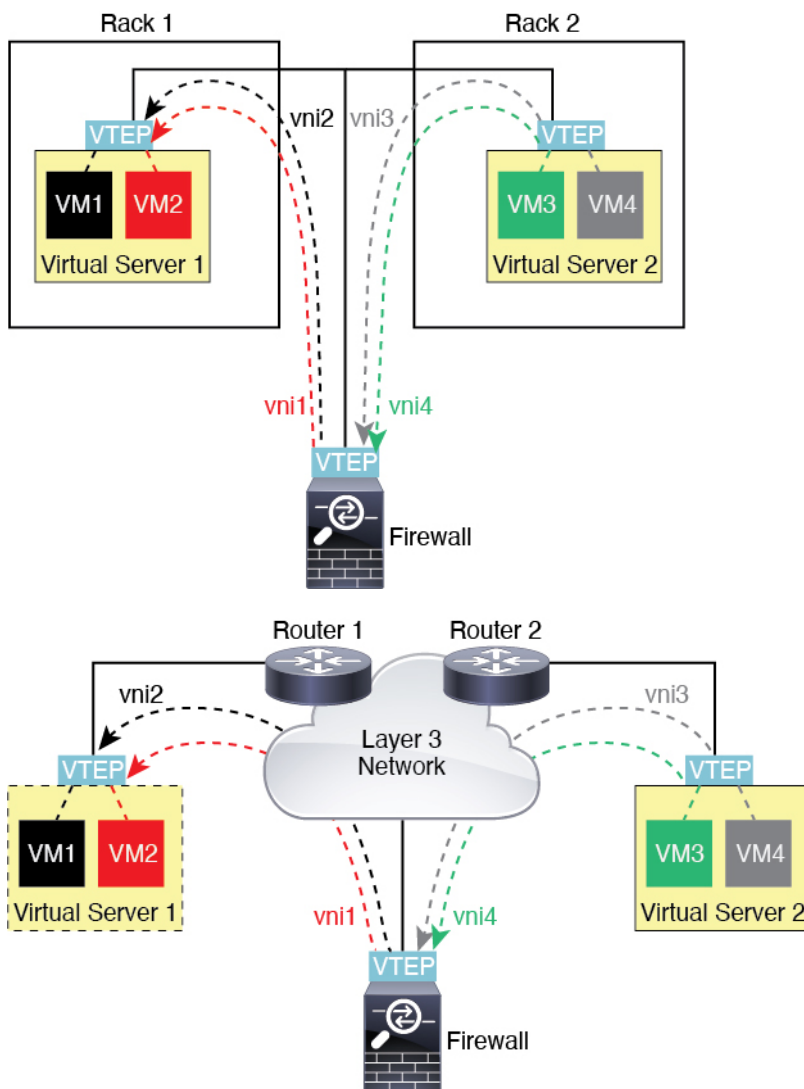 Rack 1
Rack 2
vni2
vni3
VTEP
VTEP
VM1
VM2
VM3
VM4
Virtual Server 1
Virtual Server 2
vni1
vni4
VTEP
Firewall
Router 1
Router 2
vni2
vni3
Layer 3
Network
VTEP
VTEP
VM1
VM2
VM3
VM4
Virtual Server 1
Virtual Server 2
vni1
vni4
VTEP
Firewall